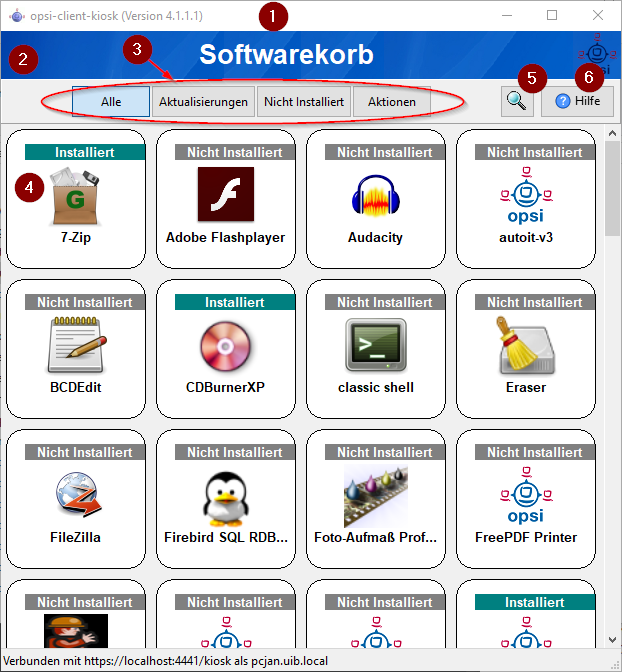 opsi-client-kiosk (Version 4.1.1.1)
1
2
Softwarekorb
3
Alle
Aktualisierungen
Nicht Installiert
Aktionen
5
6
Hilfe
Installiert
Nicht Installiert
Nicht Installiert
Nicht Installiert
4
G
opsi
7-Zip
Adobe Flashplayer
Audacity
autoit-v3
Nicht Installiert
Installiert
Nicht Installiert
Nicht Installiert
BCDEdit
CDBurnerXP
classic shell
Eraser
Nicht Installiert
Nicht Installiert
Nicht Installiert
Nicht Installiert
opsi
FileZilla
Firebird SQL RDB...
Foto-Aufmaß Prof...
FreePDF Printer
Nicht Installiert
Nicht Installiert
Nicht Installiert
Installiert
Verbunden mit https://localhost:4441/kiosk als pcjan.uib.local